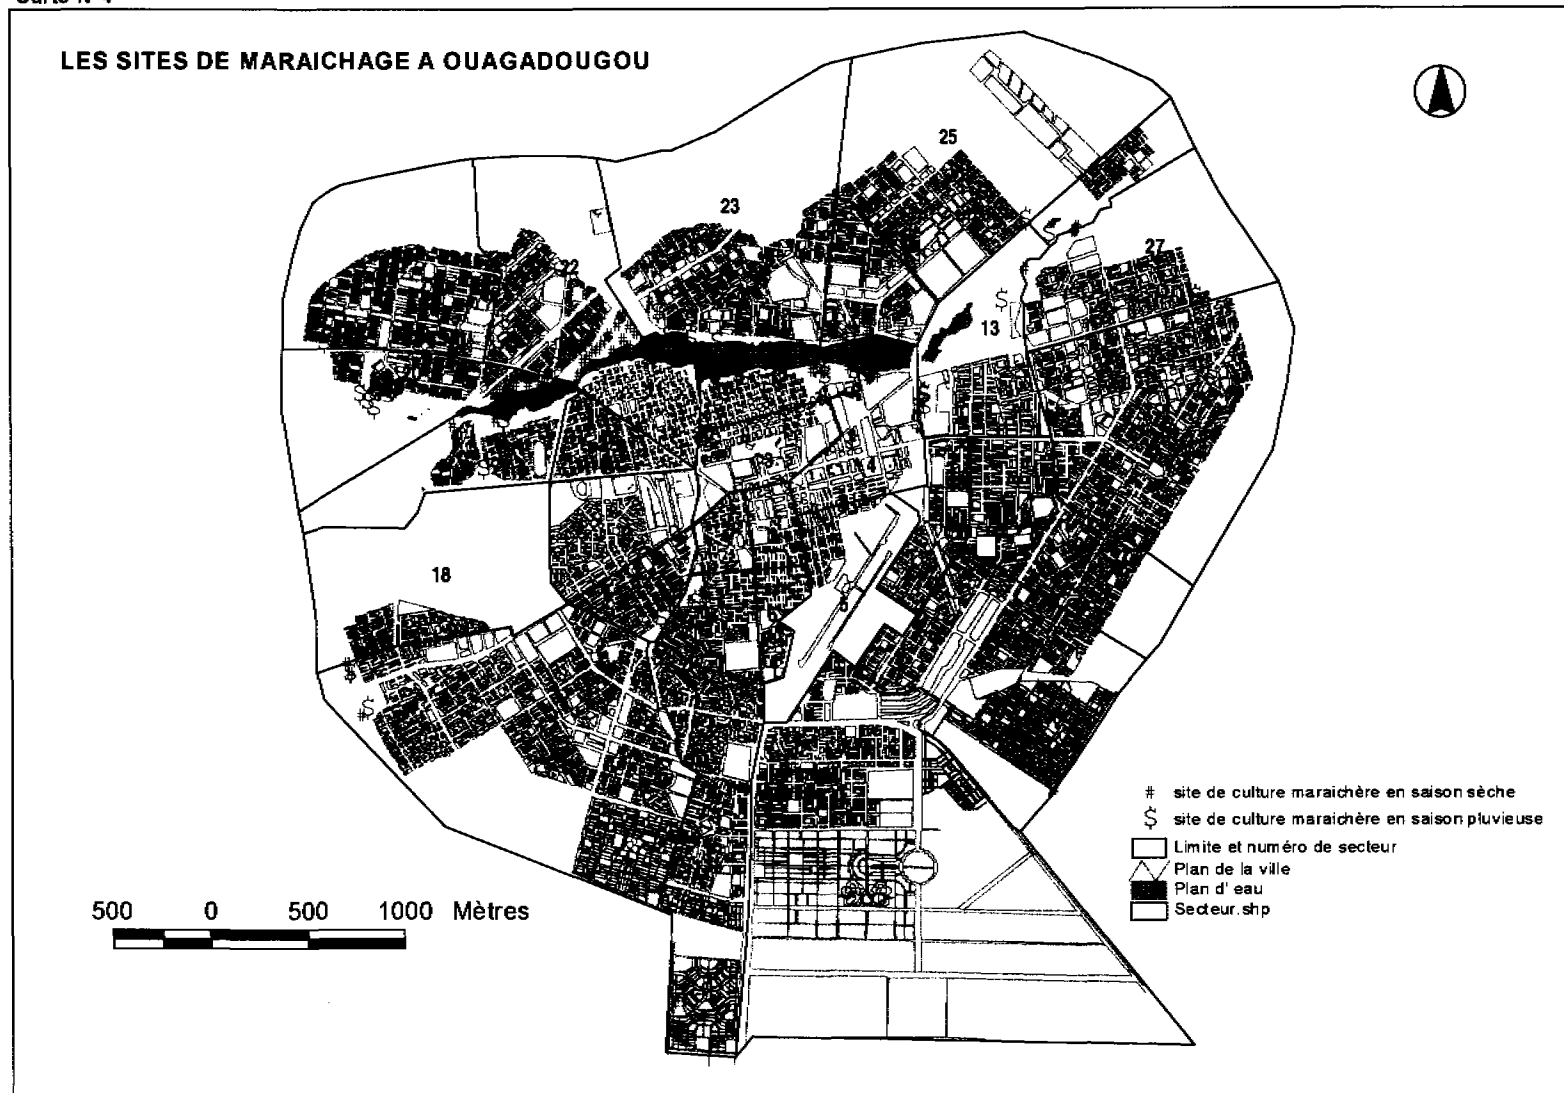 LES SITES DE MARAICHAGE A OUAGADOUGOU
25
23
27
22
13
14
18
5
# site de culture maraichère en saison sèche
$ site de culture maraichère en saison pluvieuse
Limite et numéro de secteur
Plan de la ville
Plan d'eau
Secteur.shp
500 0 500 1000 Mètres